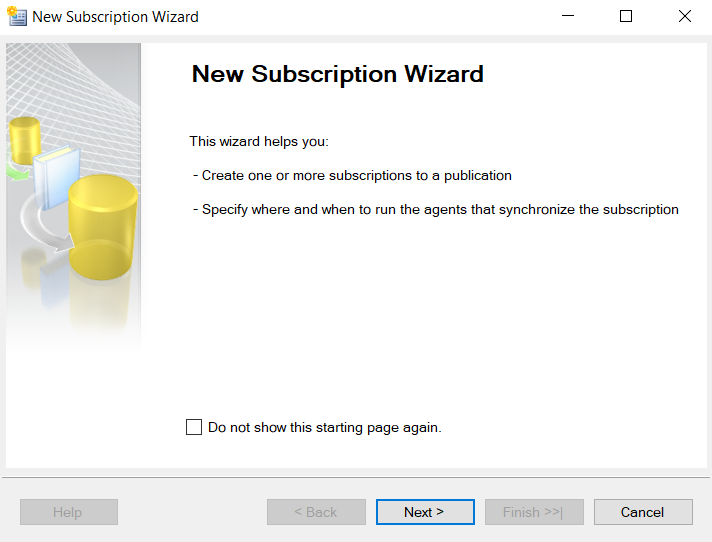 New Subscription Wizard
New Subscription Wizard
This wizard helps you:
- Create one or more subscriptions to a publication
- Specify where and when to run the agents that synchronize the subscription
Do not show this starting page again.
Help
< Back
Next >
Finish >>|
Cancel